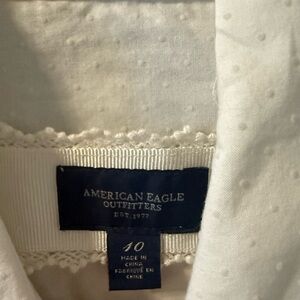 AMERICAN EAGLE
OUTFITTERS
EST. 1977
10
MADE IN
CHINA
FABRIQUÉ EN
CHINE